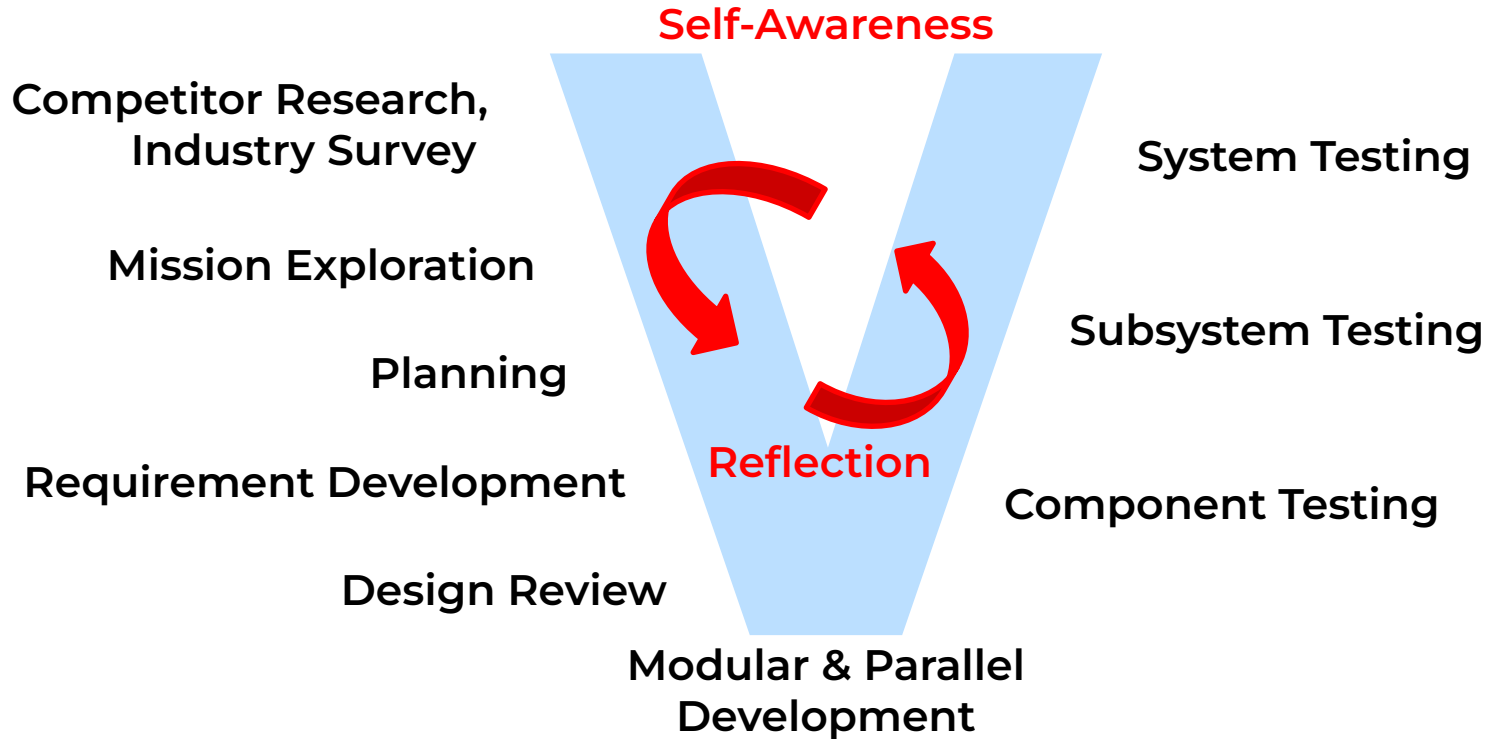 Self-Awareness
Competitor Research,
Industry Survey
Mission Exploration
Planning
Requirement Development
Design Review
Modular & Parallel
Development
Reflection
Component Testing
Subsystem Testing
System Testing